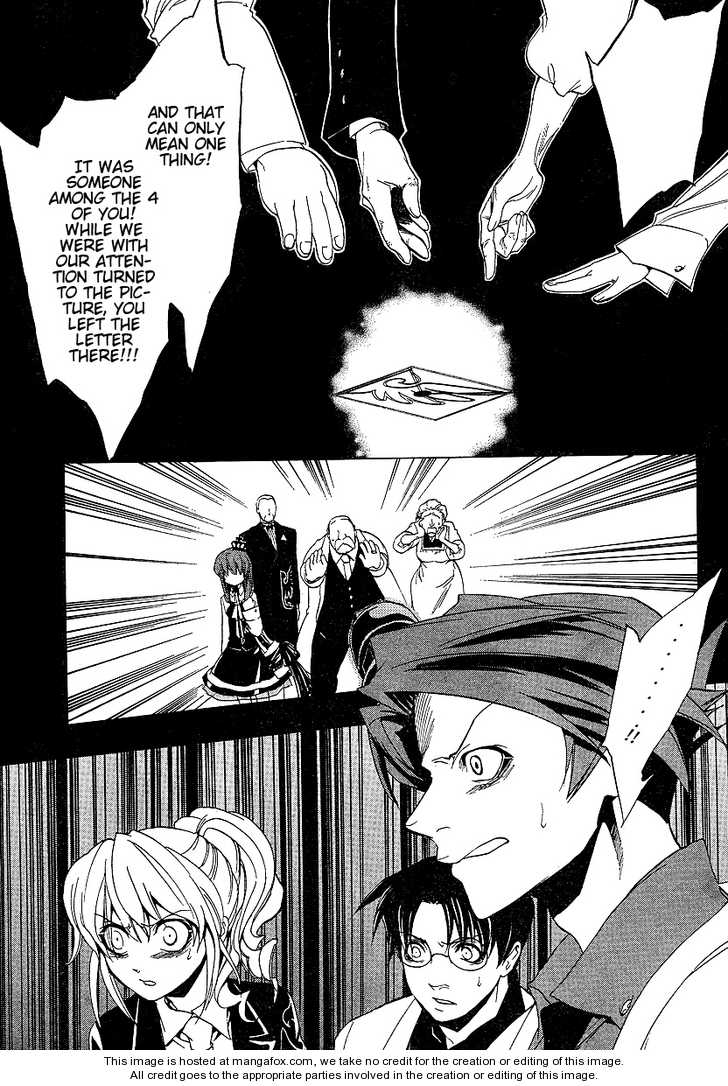 AND THAT
CAN ONLY
MEAN ONE
THING!
IT WAS
SOMEONE
AMONG THE 4
OF YOU!
WHILE WE
WERE WITH
OUR ATTEN-
TION TURNED
TO THE PIC-
TURE, YOU
LEFT THE
LETTER
THERE!!!
......!!
This image is hosted at mangafox.com, we take no credit for the creation or editing of this image.
All credit goes to the appropriate parties involved in the creation or editing of this image.